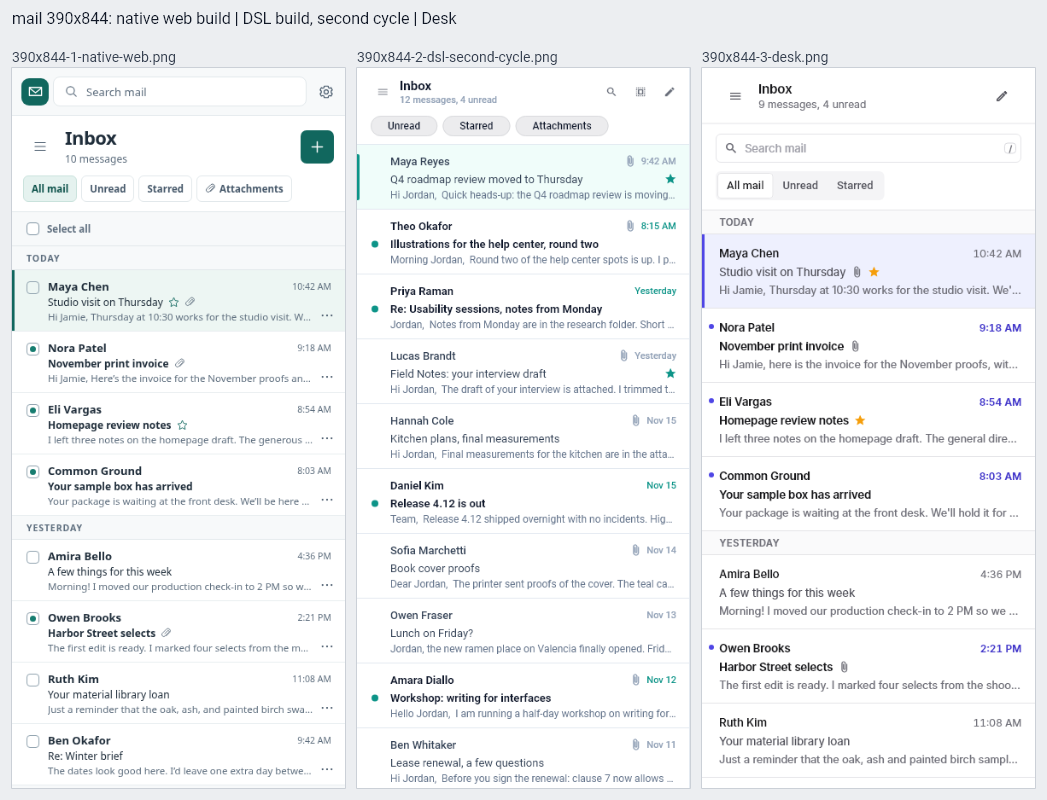 mail 390x844: native web build | DSL build, second cycle | Desk
390x844-1-native-web.png
Search mail
Inbox
10 messages
All mail
Unread
Starred
Attachments
Select all
TODAY
Maya Chen
10:42 AM
Studio visit on Thursday
Hi Jamie, Thursday at 10:30 works for the studio visit. W...
Nora Patel
9:18 AM
November print invoice
Hi Jamie, Here's the invoice for the November proofs an...
Eli Vargas
8:54 AM
Homepage review notes
I left three notes on the homepage draft. The generous ...
Common Ground
8:03 AM
Your sample box has arrived
Your package is waiting at the front desk. We'll be here ...
YESTERDAY
Amira Bello
4:36 PM
A few things for this week
Morning! I moved our production check-in to 2 PM so w...
Owen Brooks
2:21 PM
Harbor Street selects
The first edit is ready. I marked four selects from the m...
Ruth Kim
11:08 AM
Your material library loan
Just a reminder that the oak, ash, and painted birch swa...
Ben Okafor
9:42 AM
Re: Winter brief
The dates look good here. I'd leave one extra day betwe...
390x844-2-dsl-second-cycle.png
Inbox
12 messages, 4 unread
Unread
Starred
Attachments
Maya Reyes
9:42 AM
Q4 roadmap review moved to Thursday
Hi Jordan, Quick heads-up: the Q4 roadmap review is moving...
Theo Okafor
8:15 AM
Illustrations for the help center, round two
Morning Jordan, Round two of the help center spots is up. I p...
Priya Raman
Yesterday
Re: Usability sessions, notes from Monday
Jordan, Notes from Monday are in the research folder. Short ...
Lucas Brandt
Yesterday
Field Notes: your interview draft
Hi Jordan, The draft of your interview is attached. I trimmed t...
Hannah Cole
Nov 15
Kitchen plans, final measurements
Hi Jordan, Final measurements for the kitchen are in the atta...
Daniel Kim
Nov 15
Release 4.12 is out
Team, Release 4.12 shipped overnight with no incidents. Hig...
Sofia Marchetti
Nov 14
Book cover proofs
Dear Jordan, The printer sent proofs of the cover. The teal ca...
Owen Fraser
Nov 13
Lunch on Friday?
Jordan, the new ramen place on Valencia finally opened. Frid...
Amara Diallo
Nov 12
Workshop: writing for interfaces
Hello Jordan, I am running a half-day workshop on writing for...
Ben Whitaker
Nov 11
Lease renewal, a few questions
Hi Jordan, Before you sign the renewal: clause 7 now allows ...
390x844-3-desk.png
Inbox
9 messages, 4 unread
Search mail
/
All mail
Unread
Starred
TODAY
Maya Chen
10:42 AM
Studio visit on Thursday
Hi Jamie, Thursday at 10:30 works for the studio visit. We'...
Nora Patel
9:18 AM
November print invoice
Hi Jamie, here is the invoice for the November proofs, wit...
Eli Vargas
8:54 AM
Homepage review notes
I left three notes on the homepage draft. The general dire...
Common Ground
8:03 AM
Your sample box has arrived
Your package is waiting at the front desk. We'll hold it for ...
YESTERDAY
Amira Bello
4:36 PM
A few things for this week
Morning! I moved our production check-in to 2 PM so we ...
Owen Brooks
2:21 PM
Harbor Street selects
The first edit is ready. I marked four selects from the shoo...
Ruth Kim
11:08 AM
Your material library loan
Just a reminder that the oak, ash, and painted birch sampl...